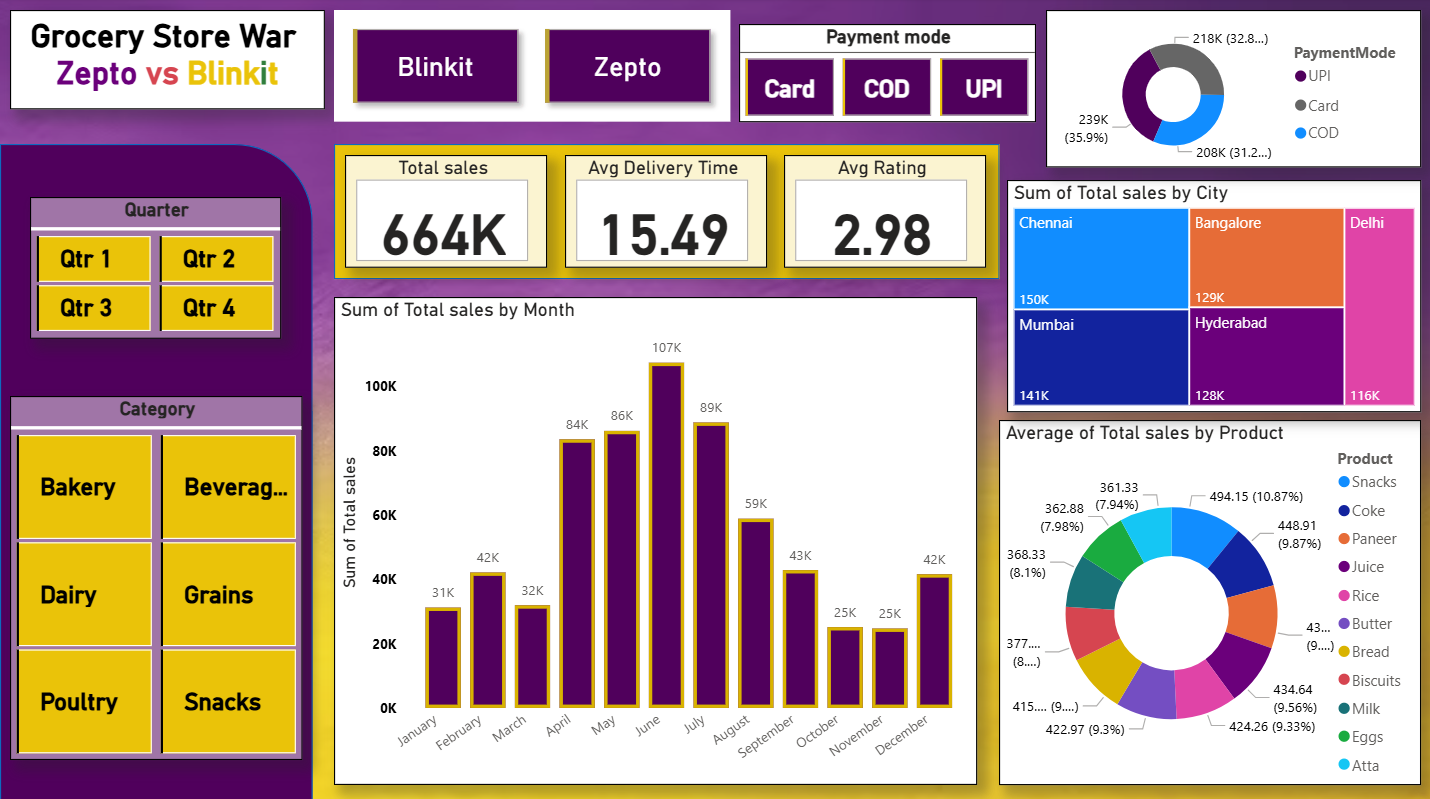 Grocery Store War
Zepto vs Blinkit
Blinkit
Zepto
Payment mode
Card
COD
UPI
218K (32.8...)
239K
(35.9%)
208K (31.2...)
PaymentMode
UPI
Card
COD
Quarter
Qtr 1
Qtr 2
Qtr 3
Qtr 4
Category
Bakery
Beverag...
Dairy
Grains
Poultry
Snacks
Total sales
664K
Avg Delivery Time
15.49
Avg Rating
2.98
Sum of Total sales by Month
Sum of Total sales
100K
80K
60K
40K
20K
0K
31K
42K
32K
84K
86K
107K
89K
59K
43K
25K
25K
42K
January
February
March
April
May
June
July
August
September
October
November
December
Sum of Total sales by City
Chennai
150K
Bangalore
129K
Delhi
116K
Mumbai
141K
Hyderabad
128K
Average of Total sales by Product
494.15 (10.87%)
448.91
(9.87%)
43...
(9....)
434.64
(9.56%)
424.26 (9.33%)
422.97 (9.3%)
415.... (9....)
377....
(8....)
368.33
(8.1%)
362.88
(7.98%)
361.33
(7.94%)
Product
Snacks
Coke
Paneer
Juice
Rice
Butter
Bread
Biscuits
Milk
Eggs
Atta